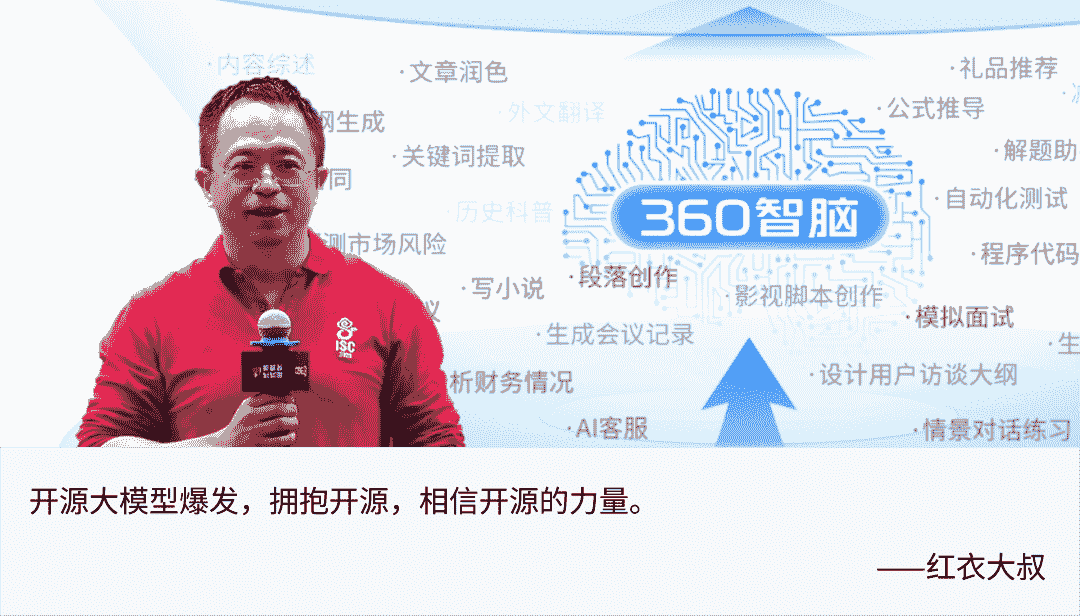 ·内容综述
·文章润色
·礼品推荐
·外文翻译
·公式推导
纲生成
·关键词提取
·解题助
同
·历史科普
360智脑
·自动化测试
测市场风险
·程序代码
·写小说
·段落创作
·影视脚本创作
议
·模拟面试
·生成会议记录
·生
ISC
析财务情况
·设计用户访谈大纲
·AI客服
·情景对话练习
开源大模型爆发，拥抱开源，相信开源的力量。
——红衣大叔